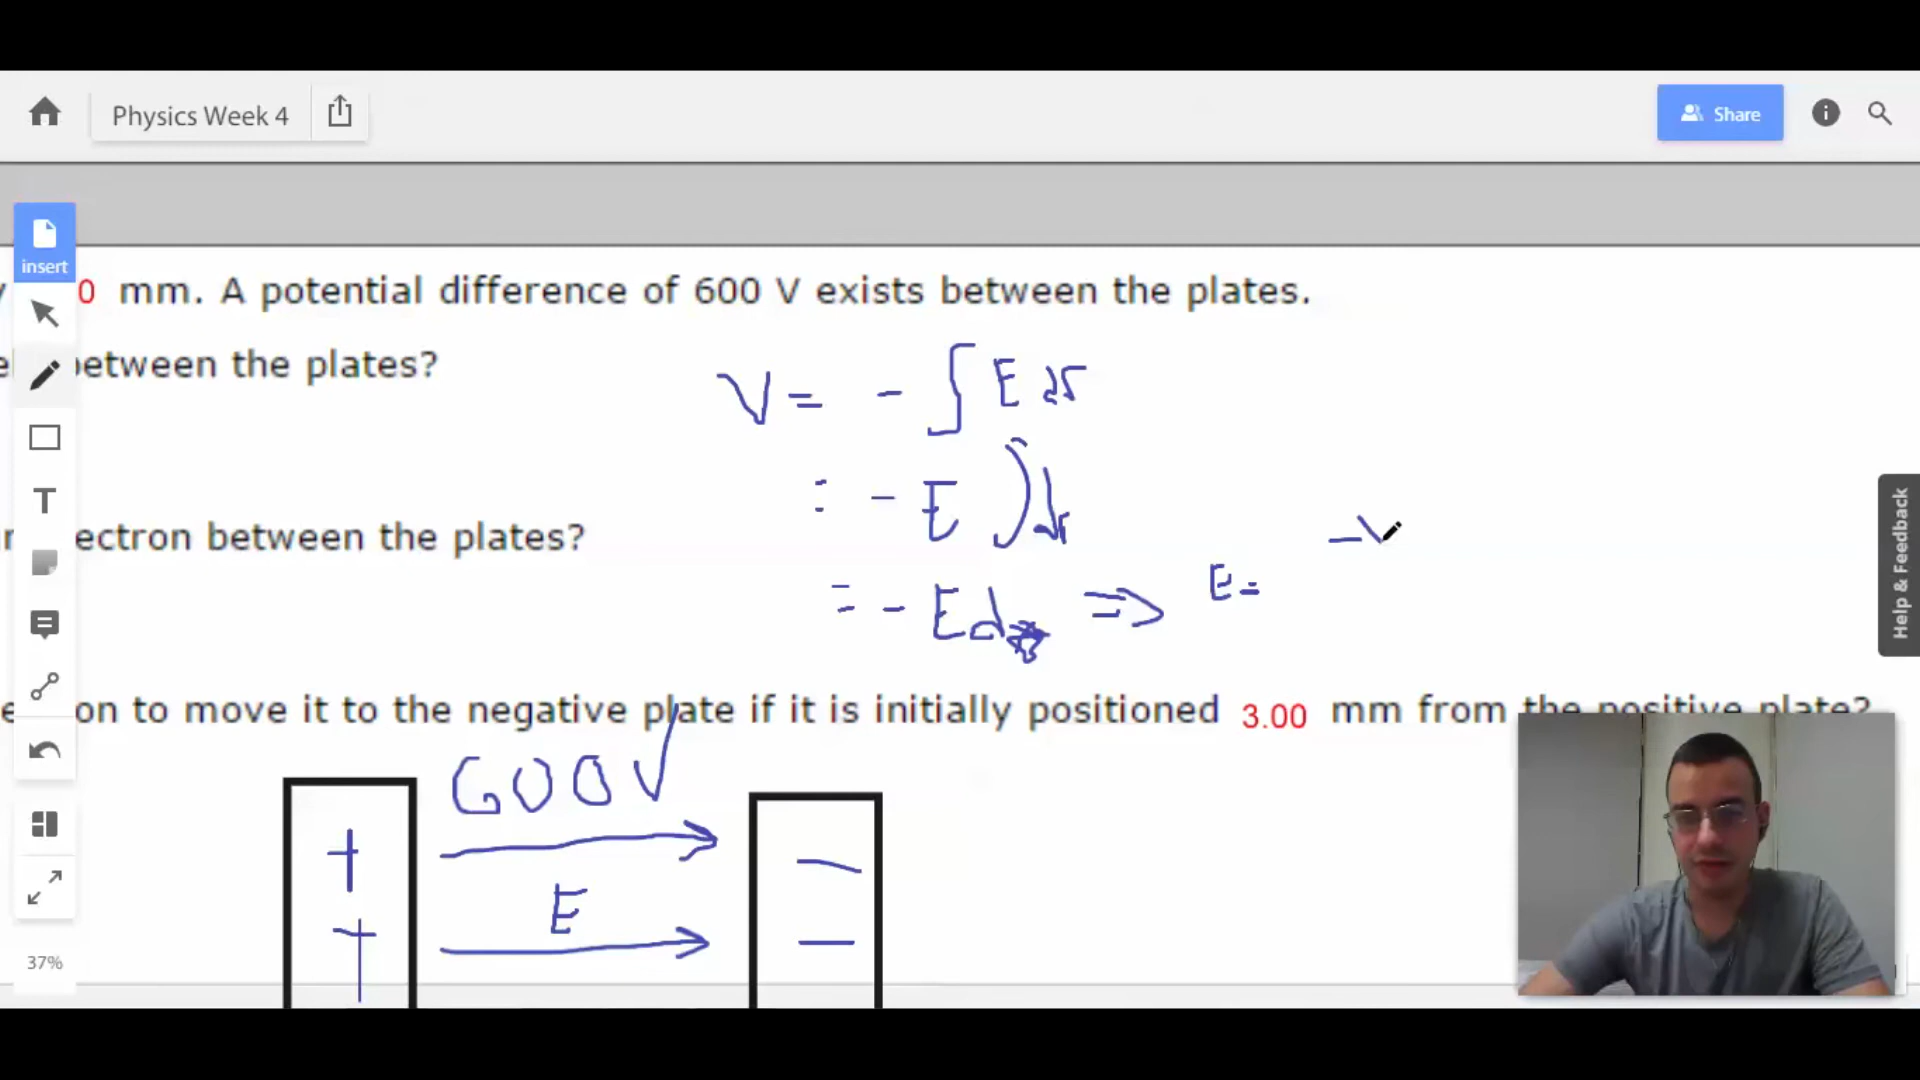 Physics Week 4
Share
insert
0 mm. A potential difference of 600 V exists between the plates.
between the plates?
V = - ∫ E dr
= - E ∫ dr
ectron between the plates?
= - Ed => E = -V
on to move it to the negative plate if it is initially positioned 3.00 mm from the positive plate?
600V
+ -
E
+ -
T
37%
Help & Feedback